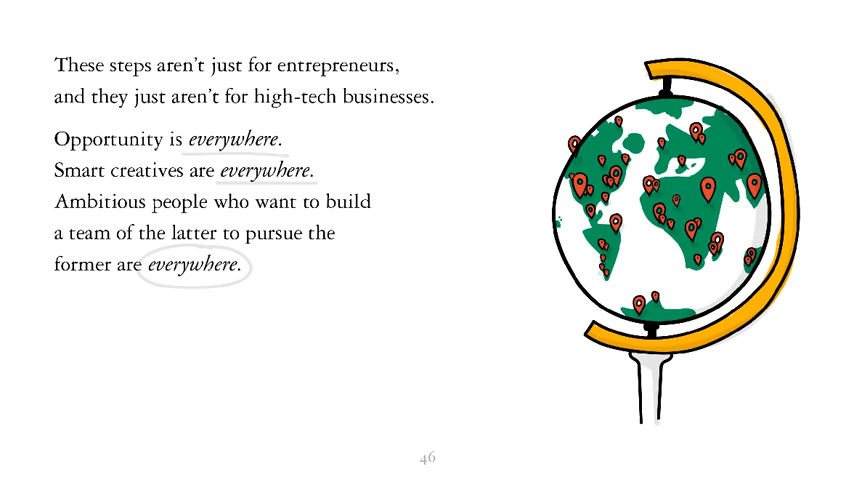 These steps aren't just for entrepreneurs,
and they just aren't for high-tech businesses.
Opportunity is everywhere.
Smart creatives are everywhere.
Ambitious people who want to build
a team of the latter to pursue the
former are everywhere.
46